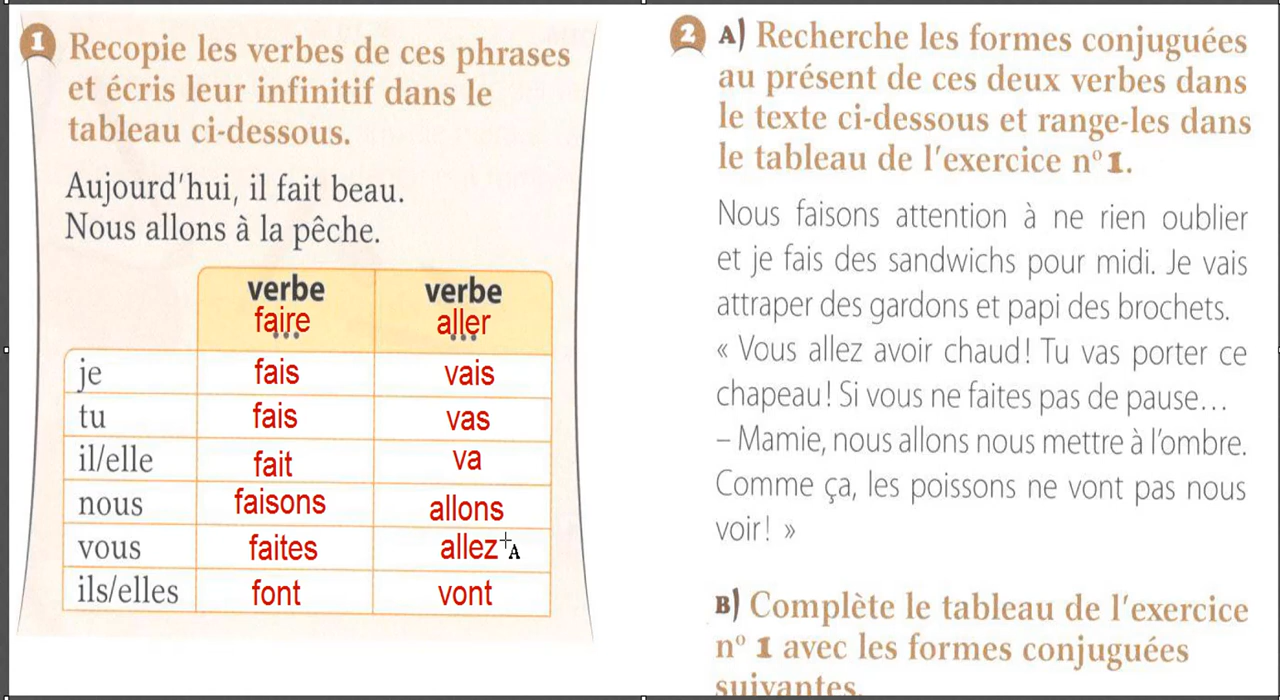 1 Recopie les verbes de ces phrases
et écris leur infinitif dans le
tableau ci-dessous.
Aujourd'hui, il fait beau.
Nous allons à la pêche.
verbe verbe
faire aller
... ...
je fais vais
tu fais vas
il/elle fait va
nous faisons allons
vous faites allez
ils/elles font vont
2 A) Recherche les formes conjuguées
au présent de ces deux verbes dans
le texte ci-dessous et range-les dans
le tableau de l'exercice n° 1.
Nous faisons attention à ne rien oublier
et je fais des sandwichs pour midi. Je vais
attraper des gardons et papi des brochets.
« Vous allez avoir chaud ! Tu vas porter ce
chapeau ! Si vous ne faites pas de pause...
– Mamie, nous allons nous mettre à l'ombre.
Comme ça, les poissons ne vont pas nous
voir ! »
B) Complète le tableau de l'exercice
n° 1 avec les formes conjuguées
suivantes.